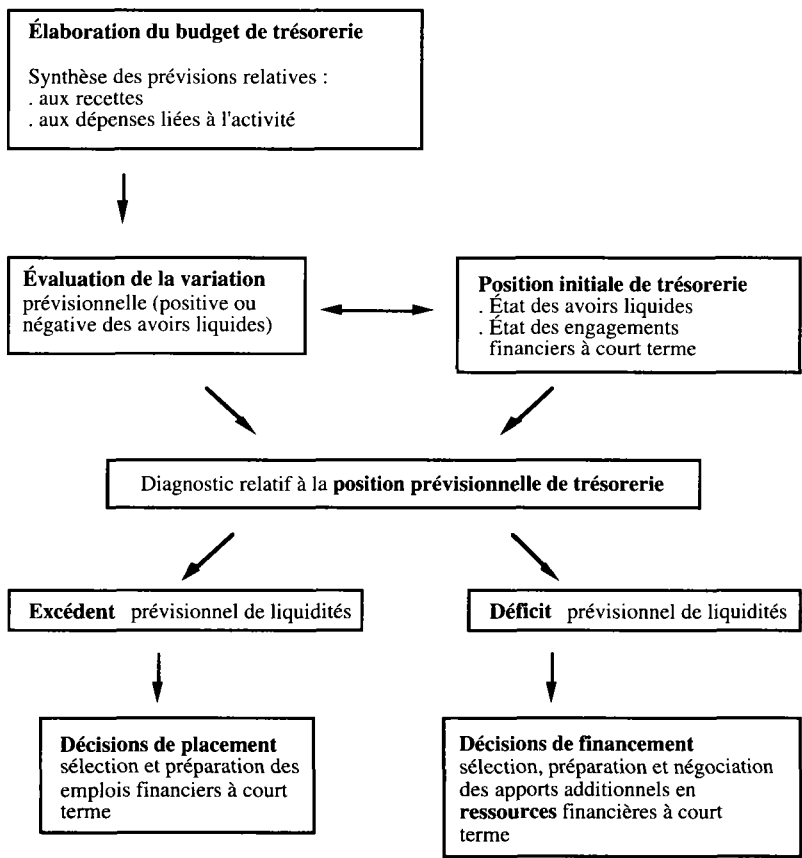 Élaboration du budget de trésorerie
Synthèse des prévisions relatives :
. aux recettes
. aux dépenses liées à l'activité
Évaluation de la variation
prévisionnelle (positive ou
négative des avoirs liquides)
Position initiale de trésorerie
. État des avoirs liquides
. État des engagements
financiers à court terme
Diagnostic relatif à la position prévisionnelle de trésorerie
Excédent prévisionnel de liquidités
Déficit prévisionnel de liquidités
Décisions de placement
sélection et préparation des
emplois financiers à court
terme
Décisions de financement
sélection, préparation et négociation
des apports additionnels en
ressources financières à court
terme